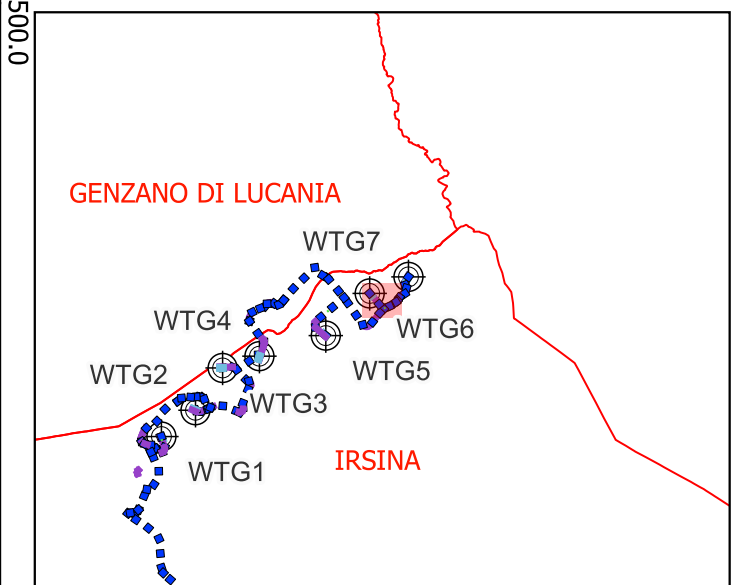 500.0
GENZANO DI LUCANIA
WTG7
WTG4
WTG6
WTG2
WTG5
WTG3
IRSINA
WTG1